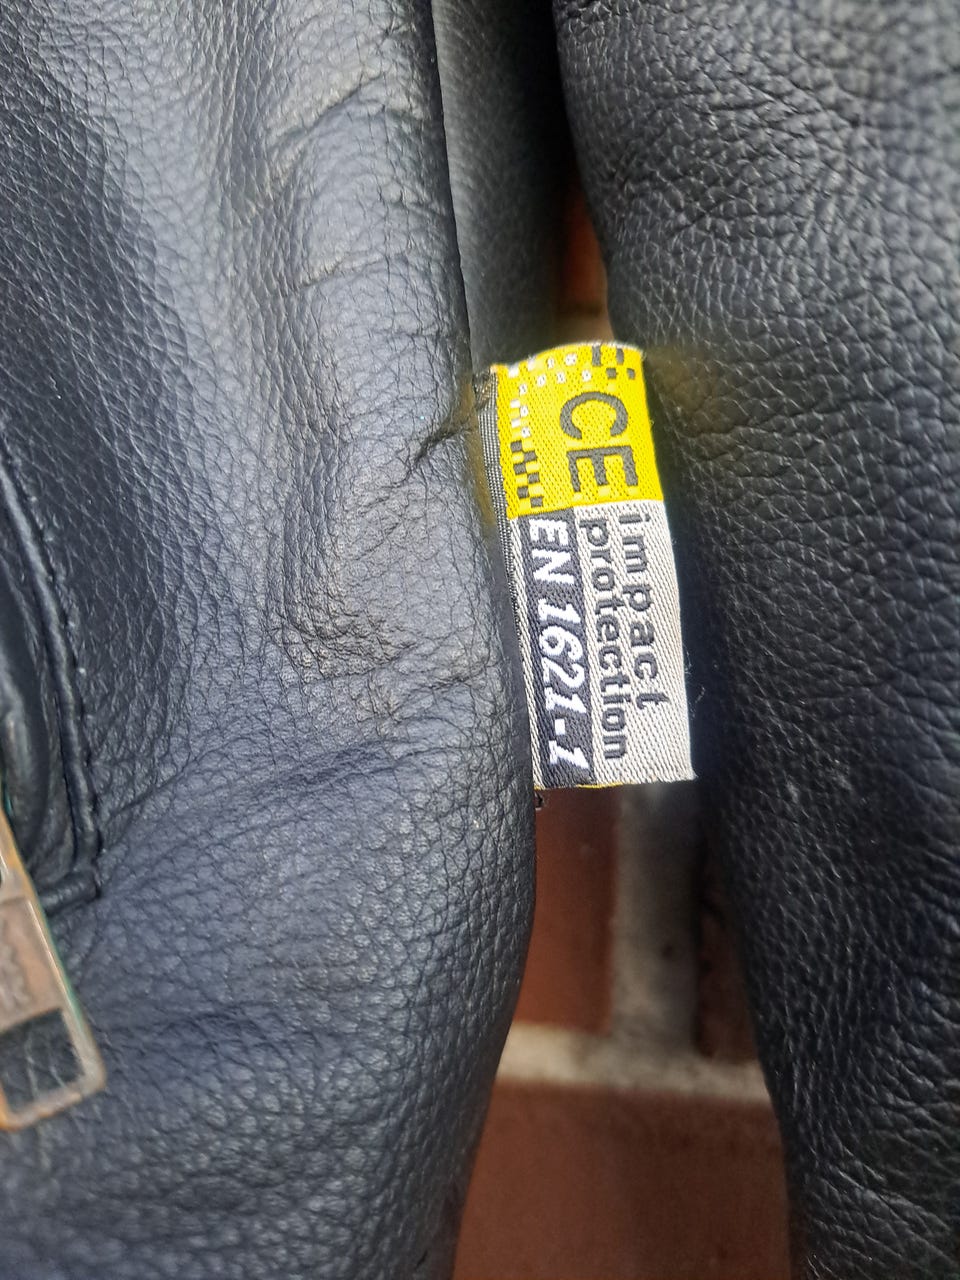 CE
impact
protection
EN 1621.1